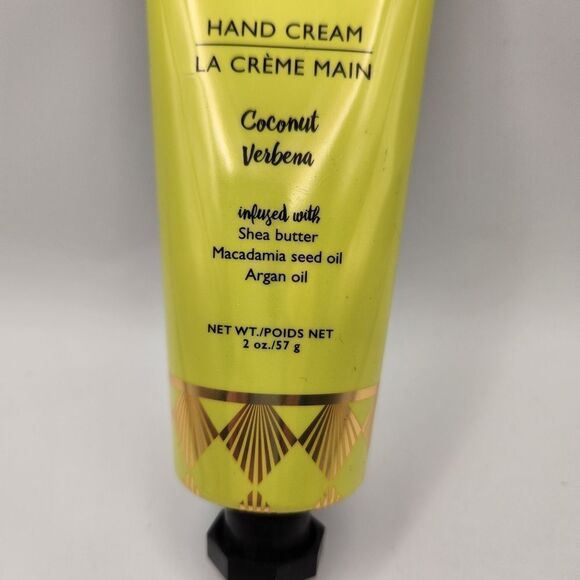 HAND CREAM
LA CRÈME MAIN
Coconut
Verbena
infused with
Shea butter
Macadamia seed oil
Argan oil
NET WT./POIDS NET
2 oz./57 g